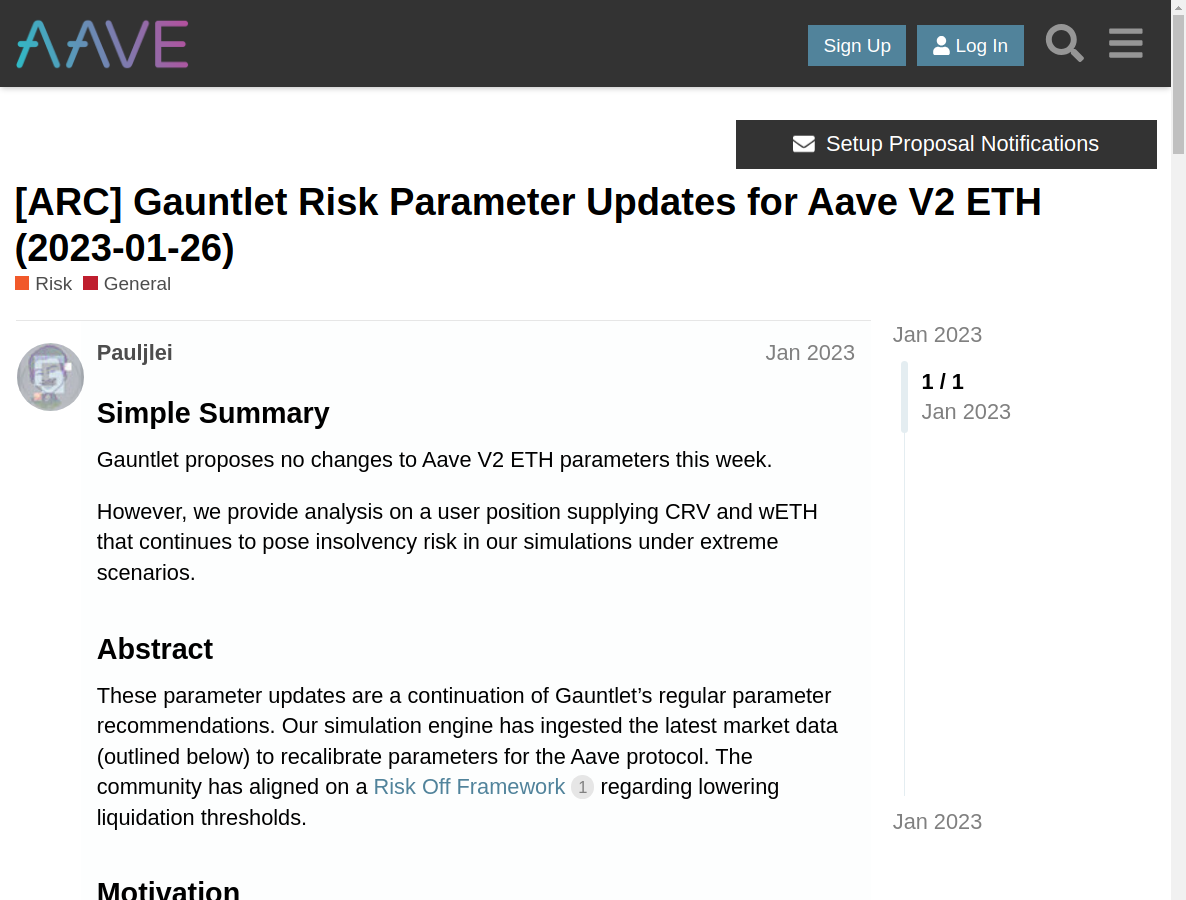 AAVE
Sign Up
Log In
Setup Proposal Notifications
[ARC] Gauntlet Risk Parameter Updates for Aave V2 ETH
(2023-01-26)
Risk General
Pauljlei
Jan 2023
Simple Summary
Gauntlet proposes no changes to Aave V2 ETH parameters this week.
However, we provide analysis on a user position supplying CRV and wETH
that continues to pose insolvency risk in our simulations under extreme
scenarios.
Abstract
These parameter updates are a continuation of Gauntlet’s regular parameter
recommendations. Our simulation engine has ingested the latest market data
(outlined below) to recalibrate parameters for the Aave protocol. The
community has aligned on a Risk Off Framework 1 regarding lowering
liquidation thresholds.
Motivation
Jan 2023
1 / 1
Jan 2023
Jan 2023